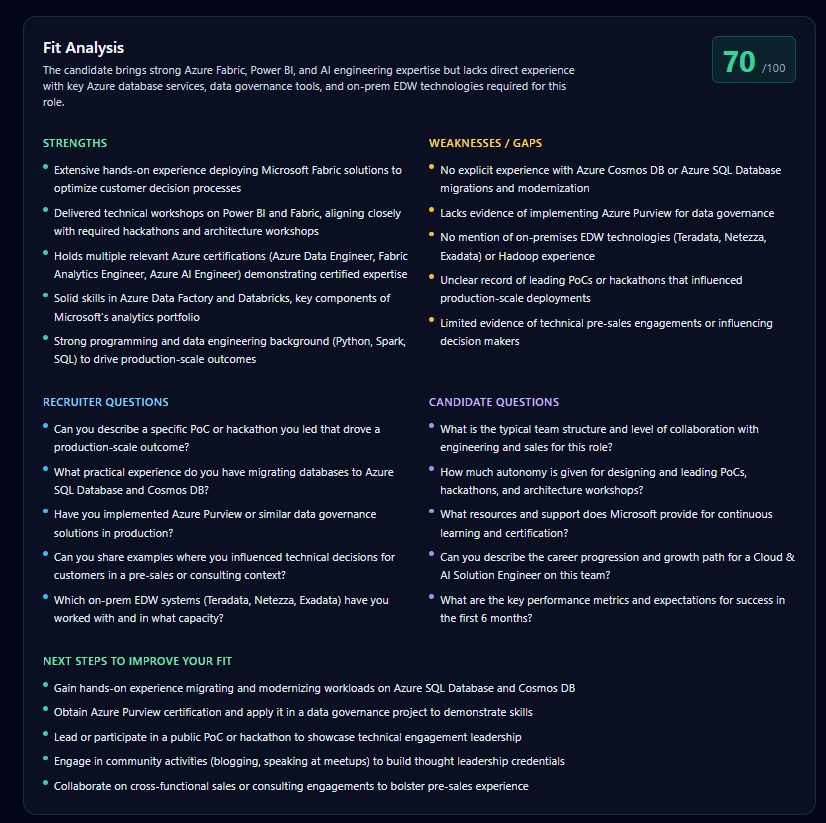 Fit Analysis
70 /100
The candidate brings strong Azure Fabric, Power BI, and AI engineering expertise but lacks direct experience
with key Azure database services, data governance tools, and on-prem EDW technologies required for this
role.
STRENGTHS
Extensive hands-on experience deploying Microsoft Fabric solutions to
optimize customer decision processes
Delivered technical workshops on Power BI and Fabric, aligning closely
with required hackathons and architecture workshops
Holds multiple relevant Azure certifications (Azure Data Engineer, Fabric
Analytics Engineer, Azure AI Engineer) demonstrating certified expertise
Solid skills in Azure Data Factory and Databricks, key components of
Microsoft's analytics portfolio
Strong programming and data engineering background (Python, Spark,
SQL) to drive production-scale outcomes
WEAKNESSES / GAPS
No explicit experience with Azure Cosmos DB or Azure SQL Database
migrations and modernization
Lacks evidence of implementing Azure Purview for data governance
No mention of on-premises EDW technologies (Teradata, Netezza,
Exadata) or Hadoop experience
Unclear record of leading PoCs or hackathons that influenced
production-scale deployments
Limited evidence of technical pre-sales engagements or influencing
decision makers
RECRUITER QUESTIONS
Can you describe a specific PoC or hackathon you led that drove a
production-scale outcome?
What practical experience do you have migrating databases to Azure
SQL Database and Cosmos DB?
Have you implemented Azure Purview or similar data governance
solutions in production?
Can you share examples where you influenced technical decisions for
customers in a pre-sales or consulting context?
Which on-prem EDW systems (Teradata, Netezza, Exadata) have you
worked with and in what capacity?
CANDIDATE QUESTIONS
What is the typical team structure and level of collaboration with
engineering and sales for this role?
How much autonomy is given for designing and leading PoCs,
hackathons, and architecture workshops?
What resources and support does Microsoft provide for continuous
learning and certification?
Can you describe the career progression and growth path for a Cloud &
AI Solution Engineer on this team?
What are the key performance metrics and expectations for success in
the first 6 months?
NEXT STEPS TO IMPROVE YOUR FIT
Gain hands-on experience migrating and modernizing workloads on Azure SQL Database and Cosmos DB
Obtain Azure Purview certification and apply it in a data governance project to demonstrate skills
Lead or participate in a public PoC or hackathon to showcase technical engagement leadership
Engage in community activities (blogging, speaking at meetups) to build thought leadership credentials
Collaborate on cross-functional sales or consulting engagements to bolster pre-sales experience